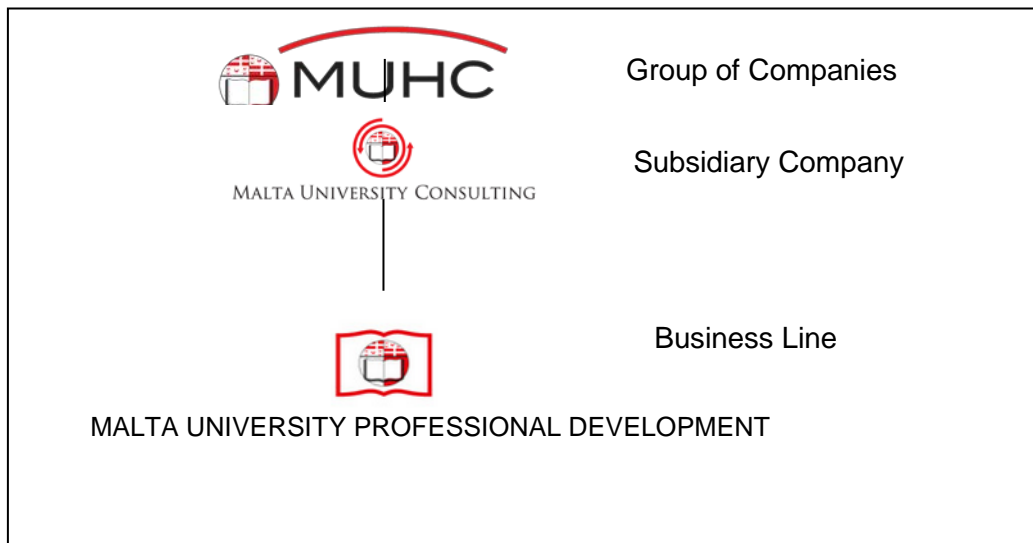 MUHC
Group of Companies
MALTA UNIVERSITY CONSULTING
Subsidiary Company
Business Line
MALTA UNIVERSITY PROFESSIONAL DEVELOPMENT